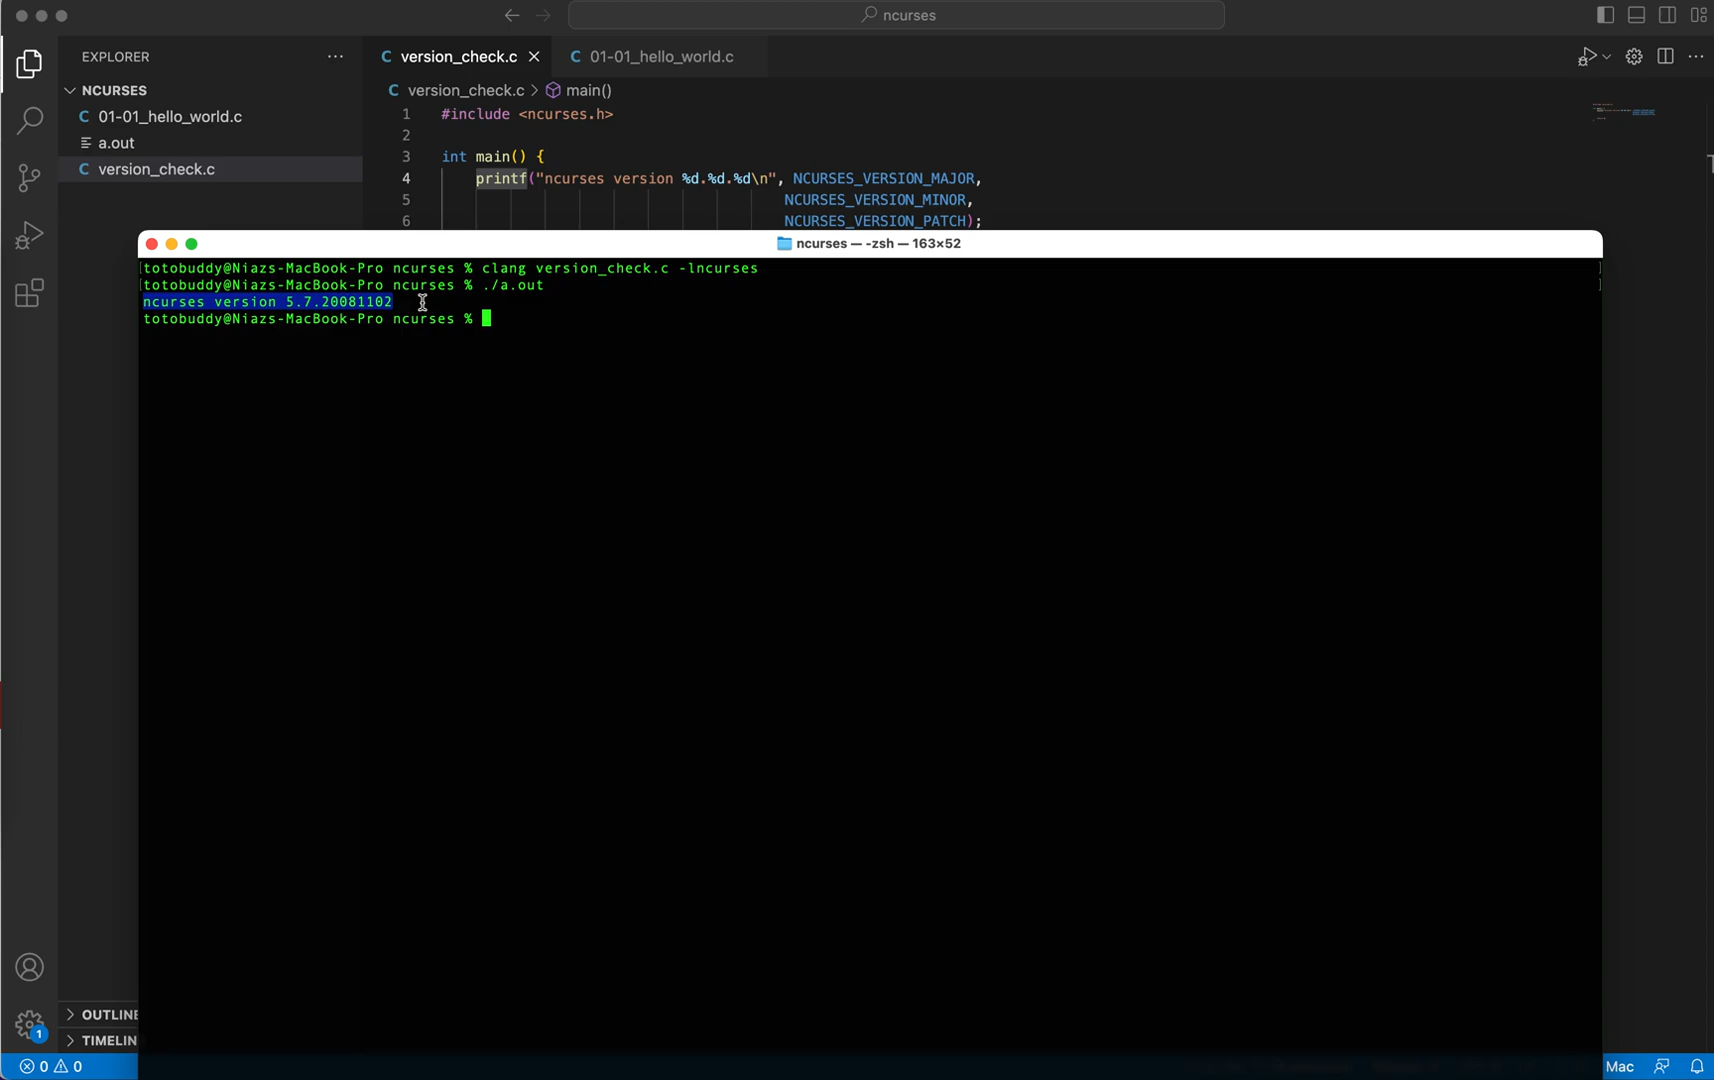 ncurses
EXPLORER
···
version_check.c
01-01_hello_world.c
NCURSES
C 01-01_hello_world.c
a.out
C version_check.c
C version_check.c > main()
1 #include <ncurses.h>
2
3 int main() {
4 printf("ncurses version %d.%d.%d\n", NCURSES_VERSION_MAJOR,
5 NCURSES_VERSION_MINOR,
6 NCURSES_VERSION_PATCH);
ncurses — -zsh — 163×52
[totobuddy@Niazs-MacBook-Pro ncurses % clang version_check.c -lncurses ]
[totobuddy@Niazs-MacBook-Pro ncurses % ./a.out ]
ncurses version 5.7.20081102
totobuddy@Niazs-MacBook-Pro ncurses %
OUTLINE
TIMELIN
1
0 0
Mac